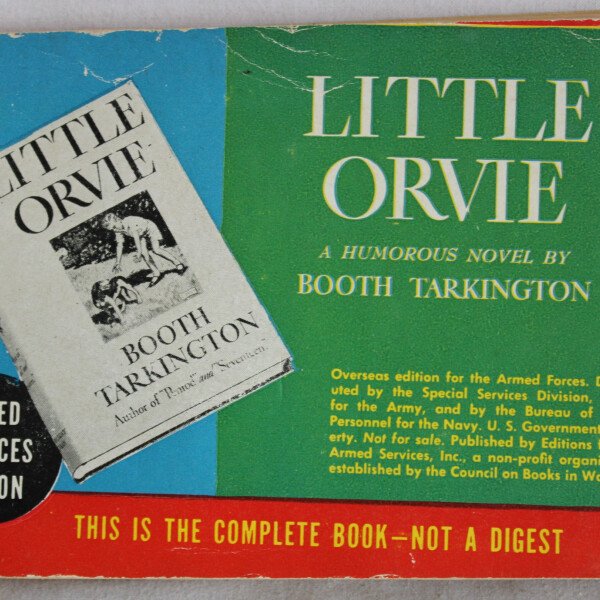 LITTLE
ORVIE
A HUMOROUS NOVEL BY
BOOTH TARKINGTON
LITTLE
ORVIE
BOOTH
TARKINGTON
Author of "Penrod" and "Seventeen"
Overseas edition for the Armed Forces. D
uted by the Special Services Division,
for the Army, and by the Bureau of
Personnel for the Navy. U. S. Government
erty. Not for sale. Published by Editions f
Armed Services, Inc., a non-profit organi
established by the Council on Books in Wa
ED
CES
ON
THIS IS THE COMPLETE BOOK—NOT A DIGEST